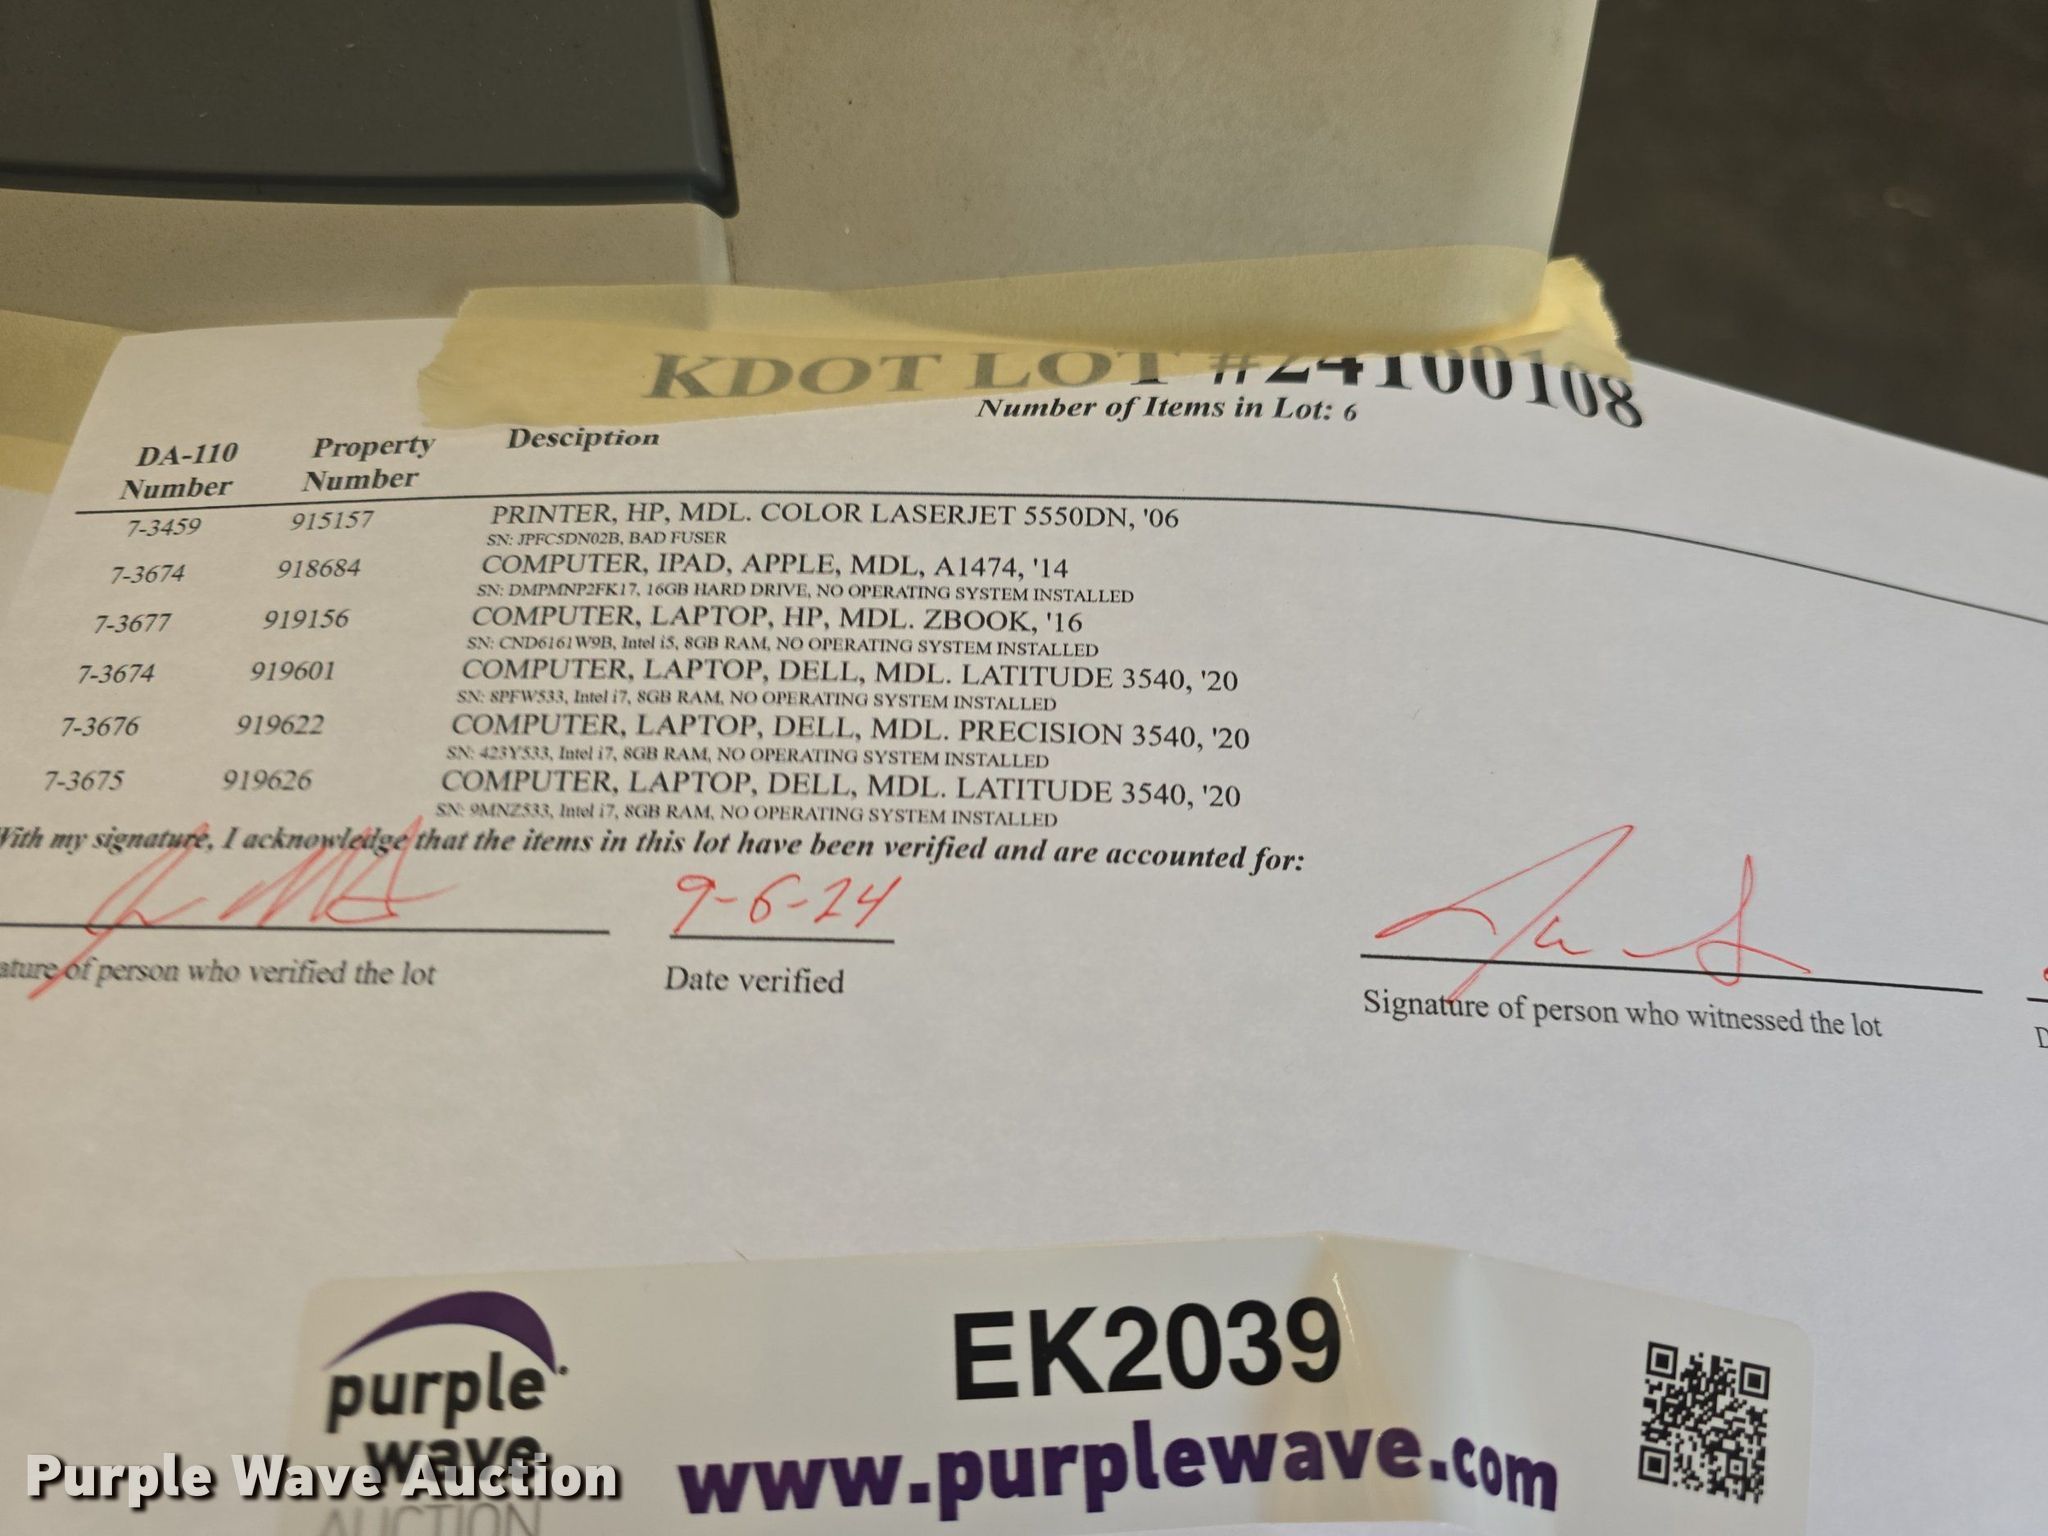 KDOT LOT #24100108
Number of Items in Lot: 6
DA-110 Number
Property Number
Desciption
7-3459 915157 PRINTER, HP, MDL. COLOR LASERJET 5550DN, '06
SN: JPFC5DN02B, BAD FUSER
7-3674 918684 COMPUTER, IPAD, APPLE, MDL, A1474, '14
SN: DMPMNP2FK17, 16GB HARD DRIVE, NO OPERATING SYSTEM INSTALLED
7-3677 919156 COMPUTER, LAPTOP, HP, MDL. ZBOOK, '16
SN: CND6161W9B, Intel i5, 8GB RAM, NO OPERATING SYSTEM INSTALLED
7-3674 919601 COMPUTER, LAPTOP, DELL, MDL. LATITUDE 3540, '20
SN: 8PFW533, Intel i7, 8GB RAM, NO OPERATING SYSTEM INSTALLED
7-3676 919622 COMPUTER, LAPTOP, DELL, MDL. PRECISION 3540, '20
SN: 423Y533, Intel i7, 8GB RAM, NO OPERATING SYSTEM INSTALLED
7-3675 919626 COMPUTER, LAPTOP, DELL, MDL. LATITUDE 3540, '20
SN: 9MNZ533, Intel i7, 8GB RAM, NO OPERATING SYSTEM INSTALLED
With my signature, I acknowledge that the items in this lot have been verified and are accounted for:
9-6-24
ature of person who verified the lot
Date verified
Signature of person who witnessed the lot
D
purple wave
AUCTION
EK2039
www.purplewave.com
Purple Wave Auction